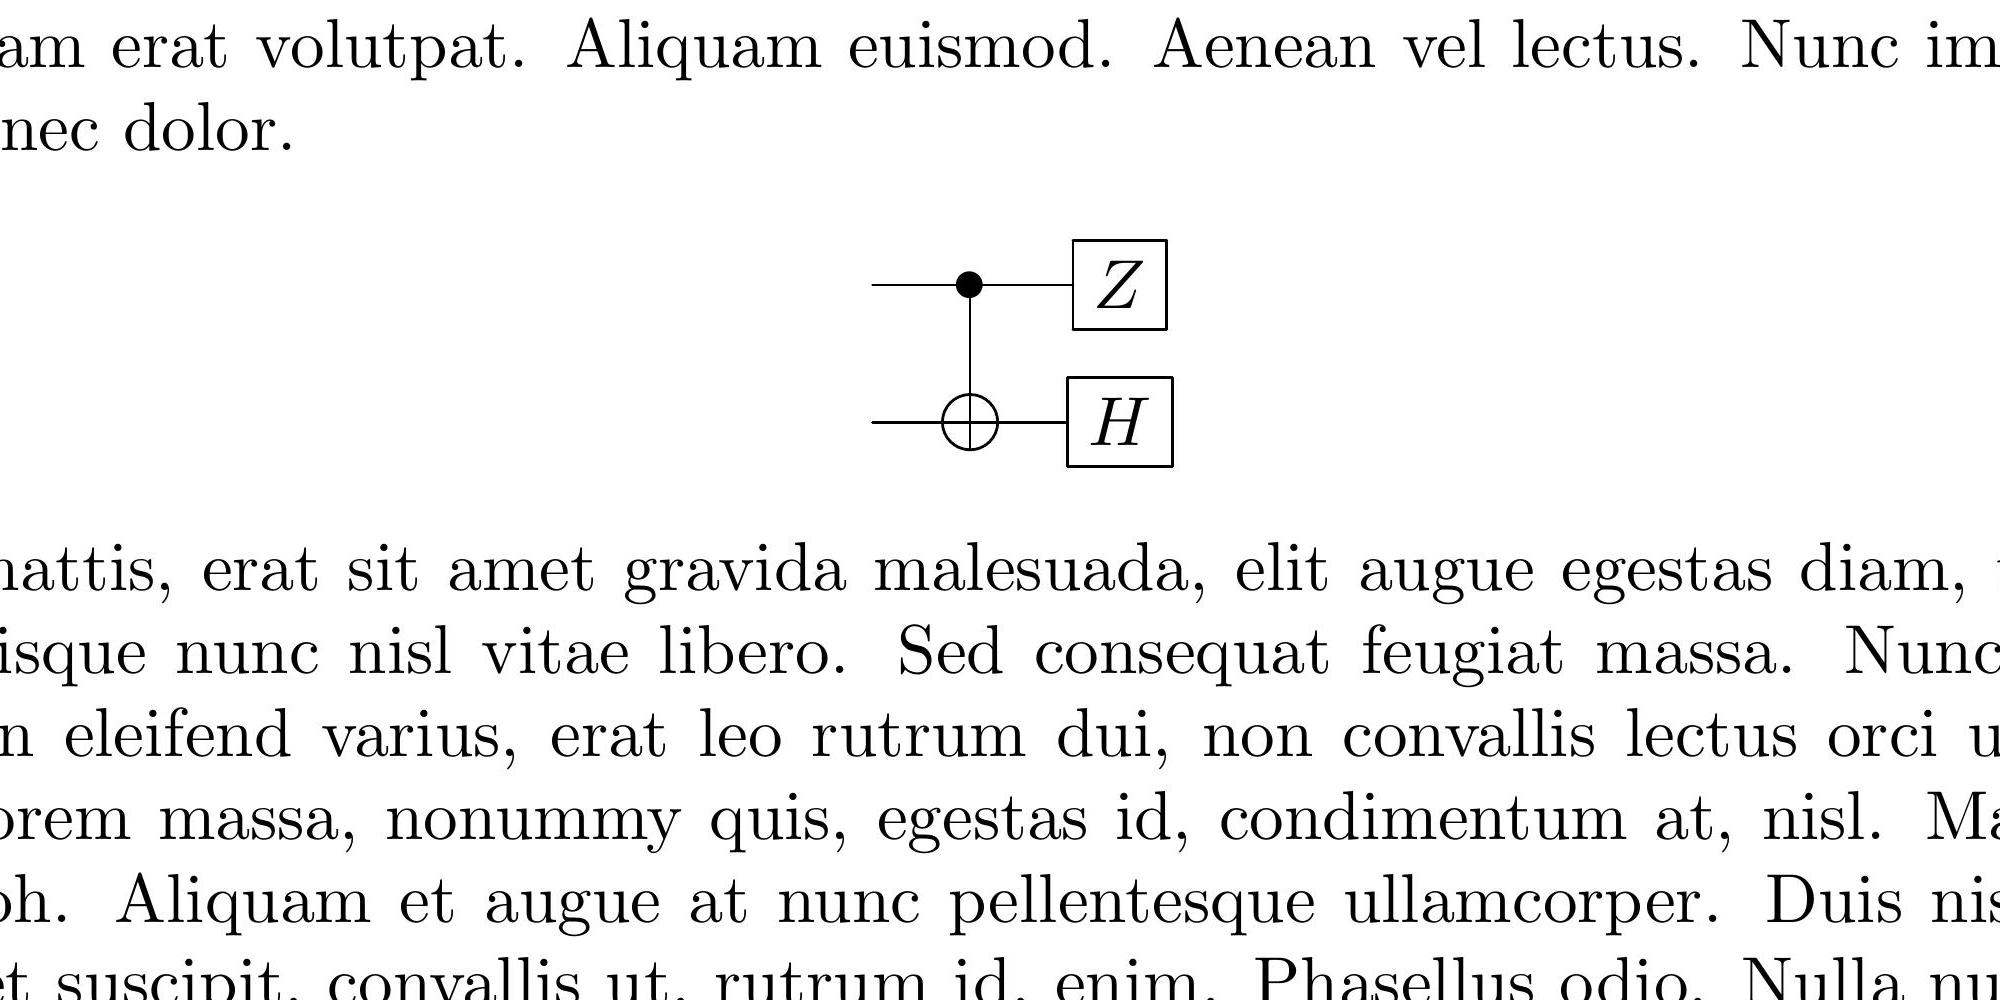 am erat volutpat. Aliquam euismod. Aenean vel lectus. Nunc im
nec dolor.
Z
H
mattis, erat sit amet gravida malesuada, elit augue egestas diam,
isque nunc nisl vitae libero. Sed consequat feugiat massa. Nunc
n eleifend varius, erat leo rutrum dui, non convallis lectus orci u
orem massa, nonummy quis, egestas id, condimentum at, nisl. Ma
oh. Aliquam et augue at nunc pellentesque ullamcorper. Duis nis
et suscipit, convallis ut, rutrum id, enim. Phasellus odio. Nulla nu